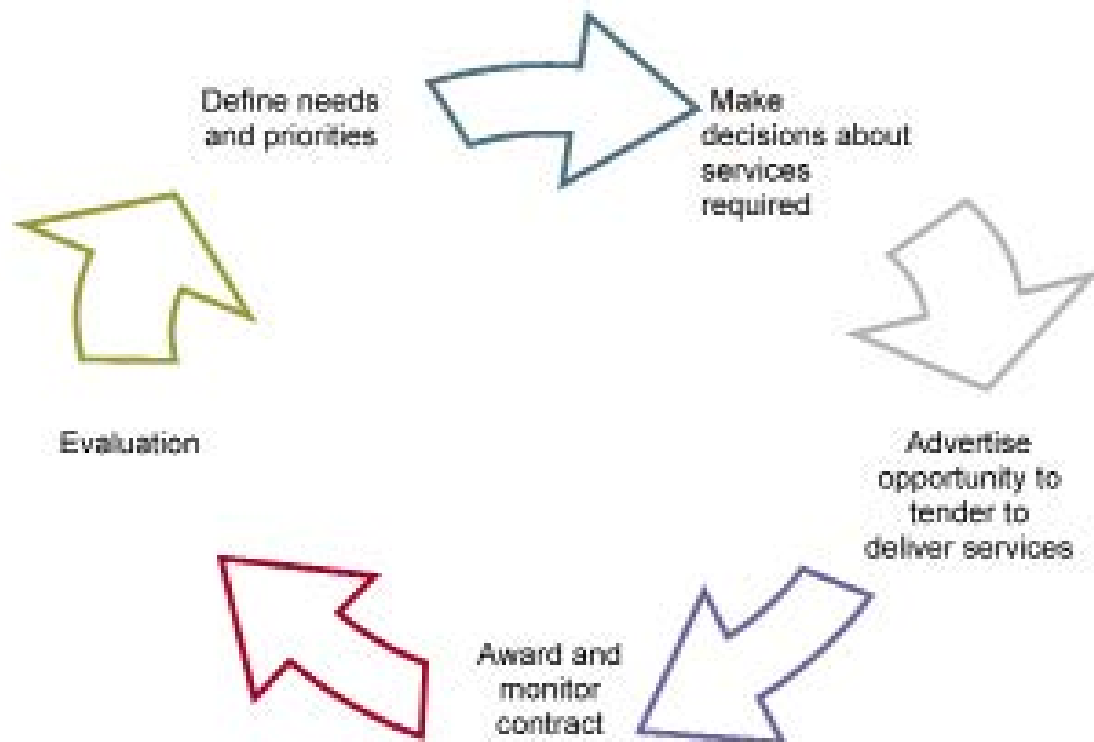 Define needs
and priorities
Make
decisions about
services
required
Advertise
opportunity to
tender to
deliver services
Award and
monitor
contract
Evaluation